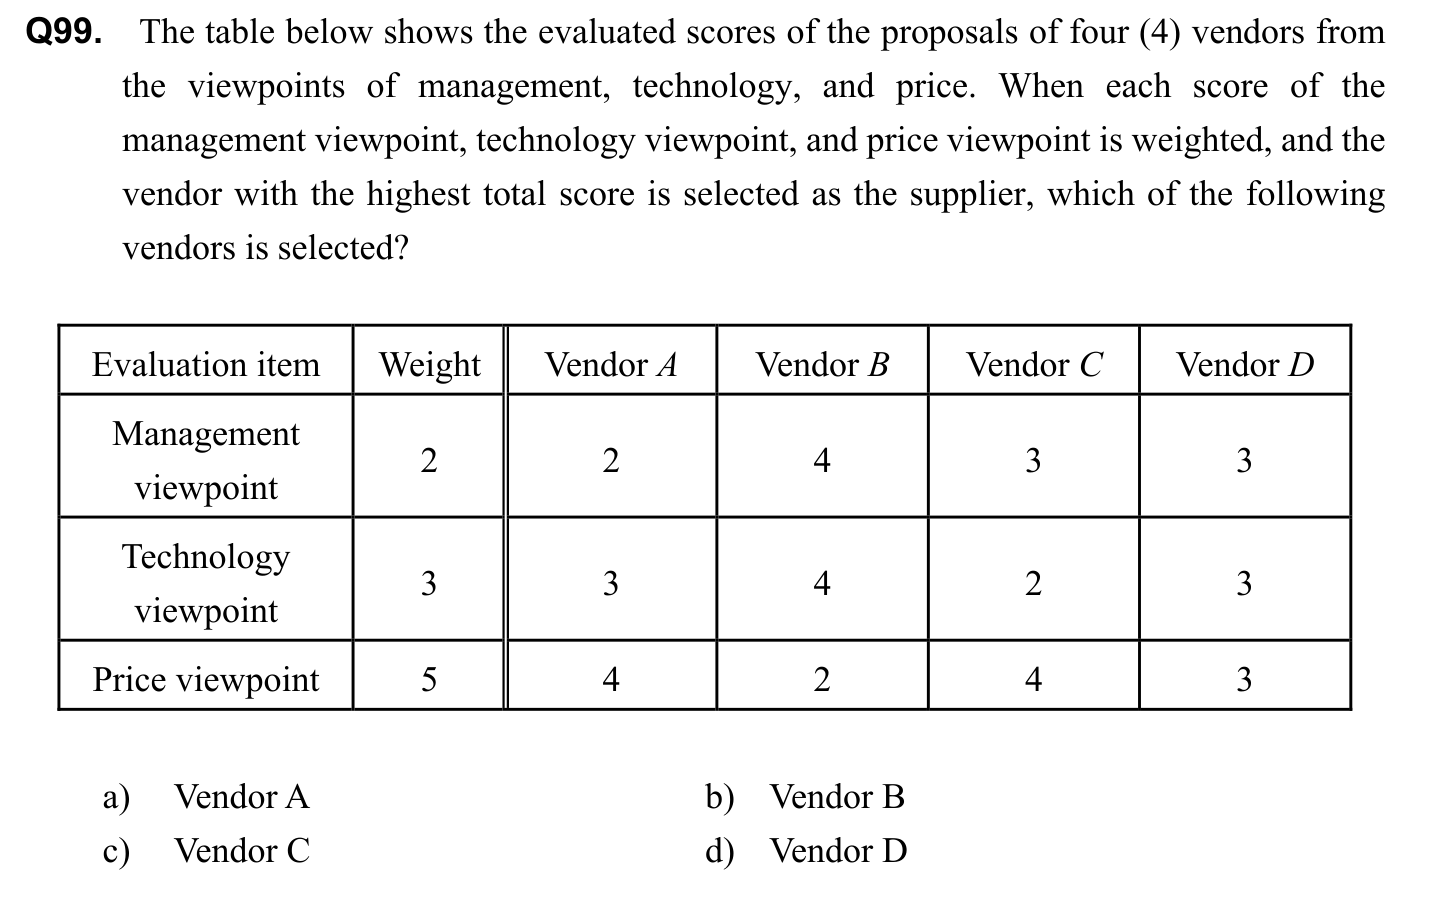 Q99. The table below shows the evaluated scores of the proposals of four (4) vendors from
the viewpoints of management, technology, and price. When each score of the
management viewpoint, technology viewpoint, and price viewpoint is weighted, and the
vendor with the highest total score is selected as the supplier, which of the following
vendors is selected?
Evaluation item Weight Vendor A Vendor B Vendor C Vendor D
Management
viewpoint 2 2 4 3 3
Technology
viewpoint 3 3 4 2 3
Price viewpoint 5 4 2 4 3
a) Vendor A b) Vendor B
c) Vendor C d) Vendor D